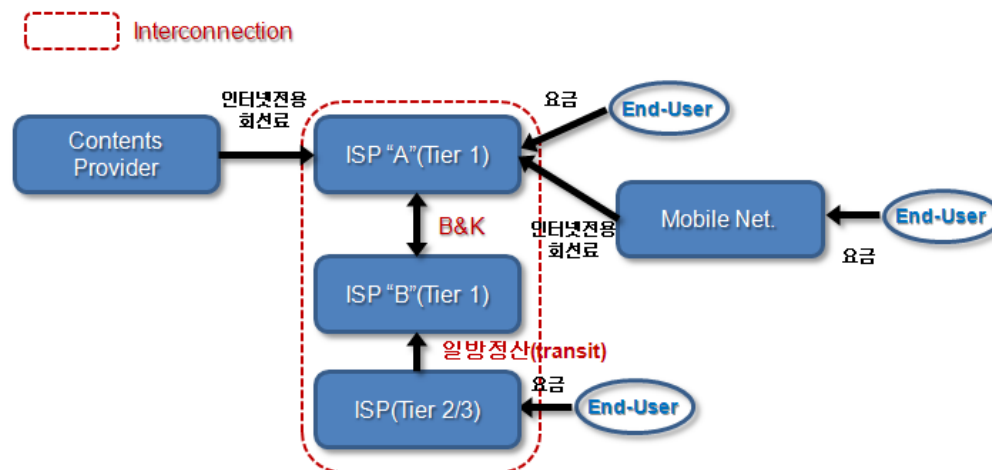 Interconnection
인터넷전용
회선료
요금
End-User
Contents
Provider
ISP “A”(Tier 1)
B&K
인터넷전용
회선료
Mobile Net.
End-User
요금
ISP “B”(Tier 1)
일방정산(transit)
요금
ISP(Tier 2/3)
End-User